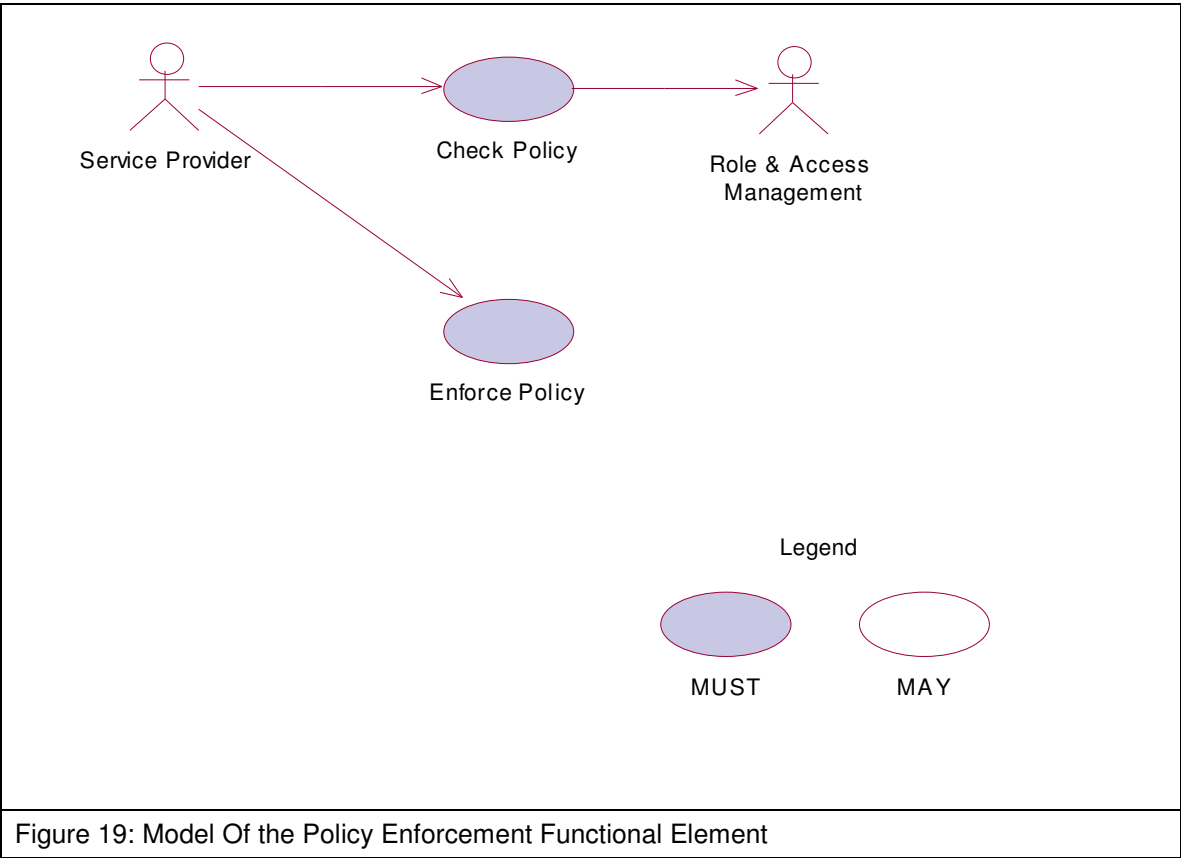 Service Provider
Check Policy
Role & Access
Management
Enforce Policy
Legend
MUST
MAY
Figure 19: Model Of the Policy Enforcement Functional Element